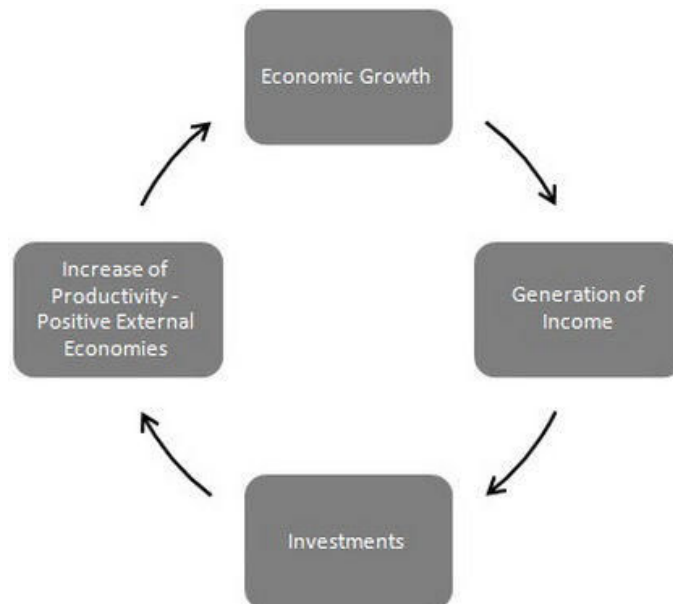 Economic Growth
Generation of
Income
Investments
Increase of
Productivity -
Positive External
Economies